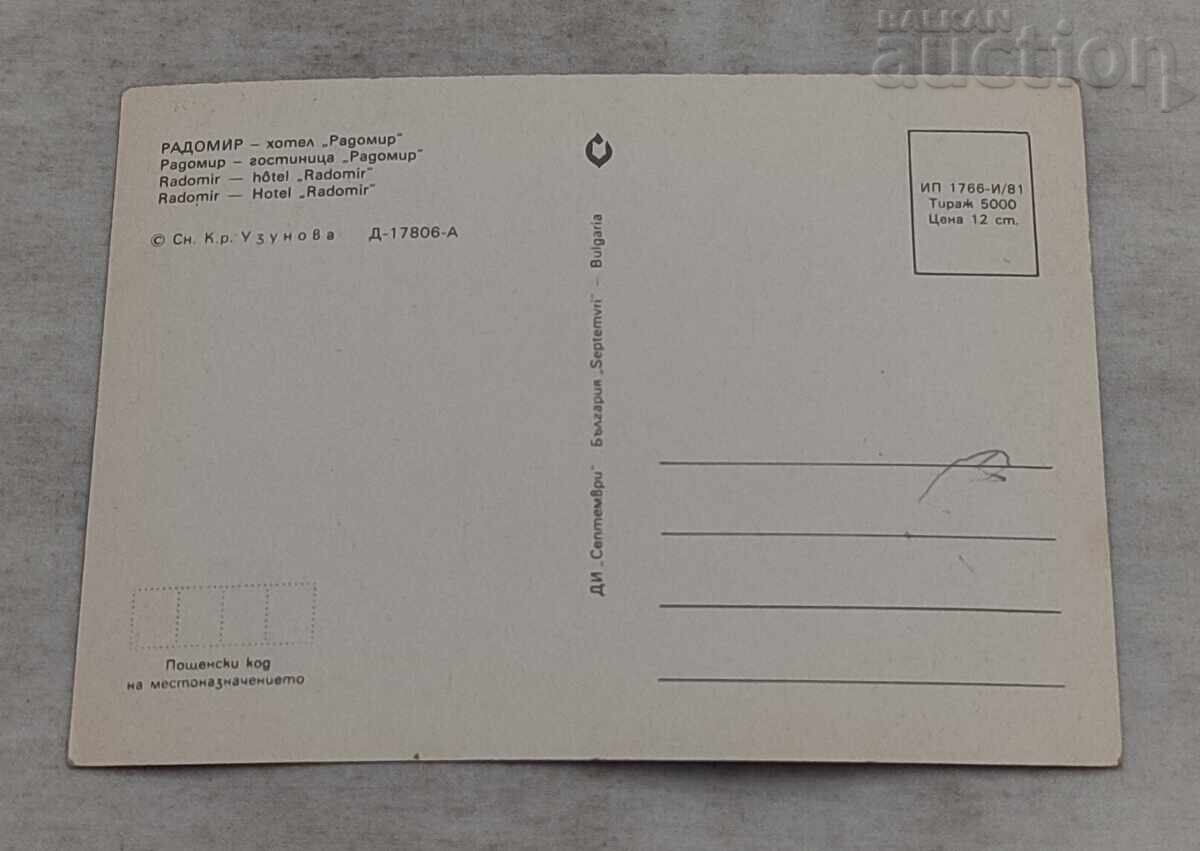 BALKAN
auction
РАДОМИР – хотел „Радомир“
Радомир – гостиница „Радомир“
Radomir — hôtel „Radomir“
Radomir — Hotel „Radomir“
© Сн. К.р. Узунова Д-17806-А
ДИ „Септември“ България „Septemvri“ – Bulgaria
ИП 1766-И/81
Тираж 5000
Цена 12 ст.
Пощенски код
на местоназначението